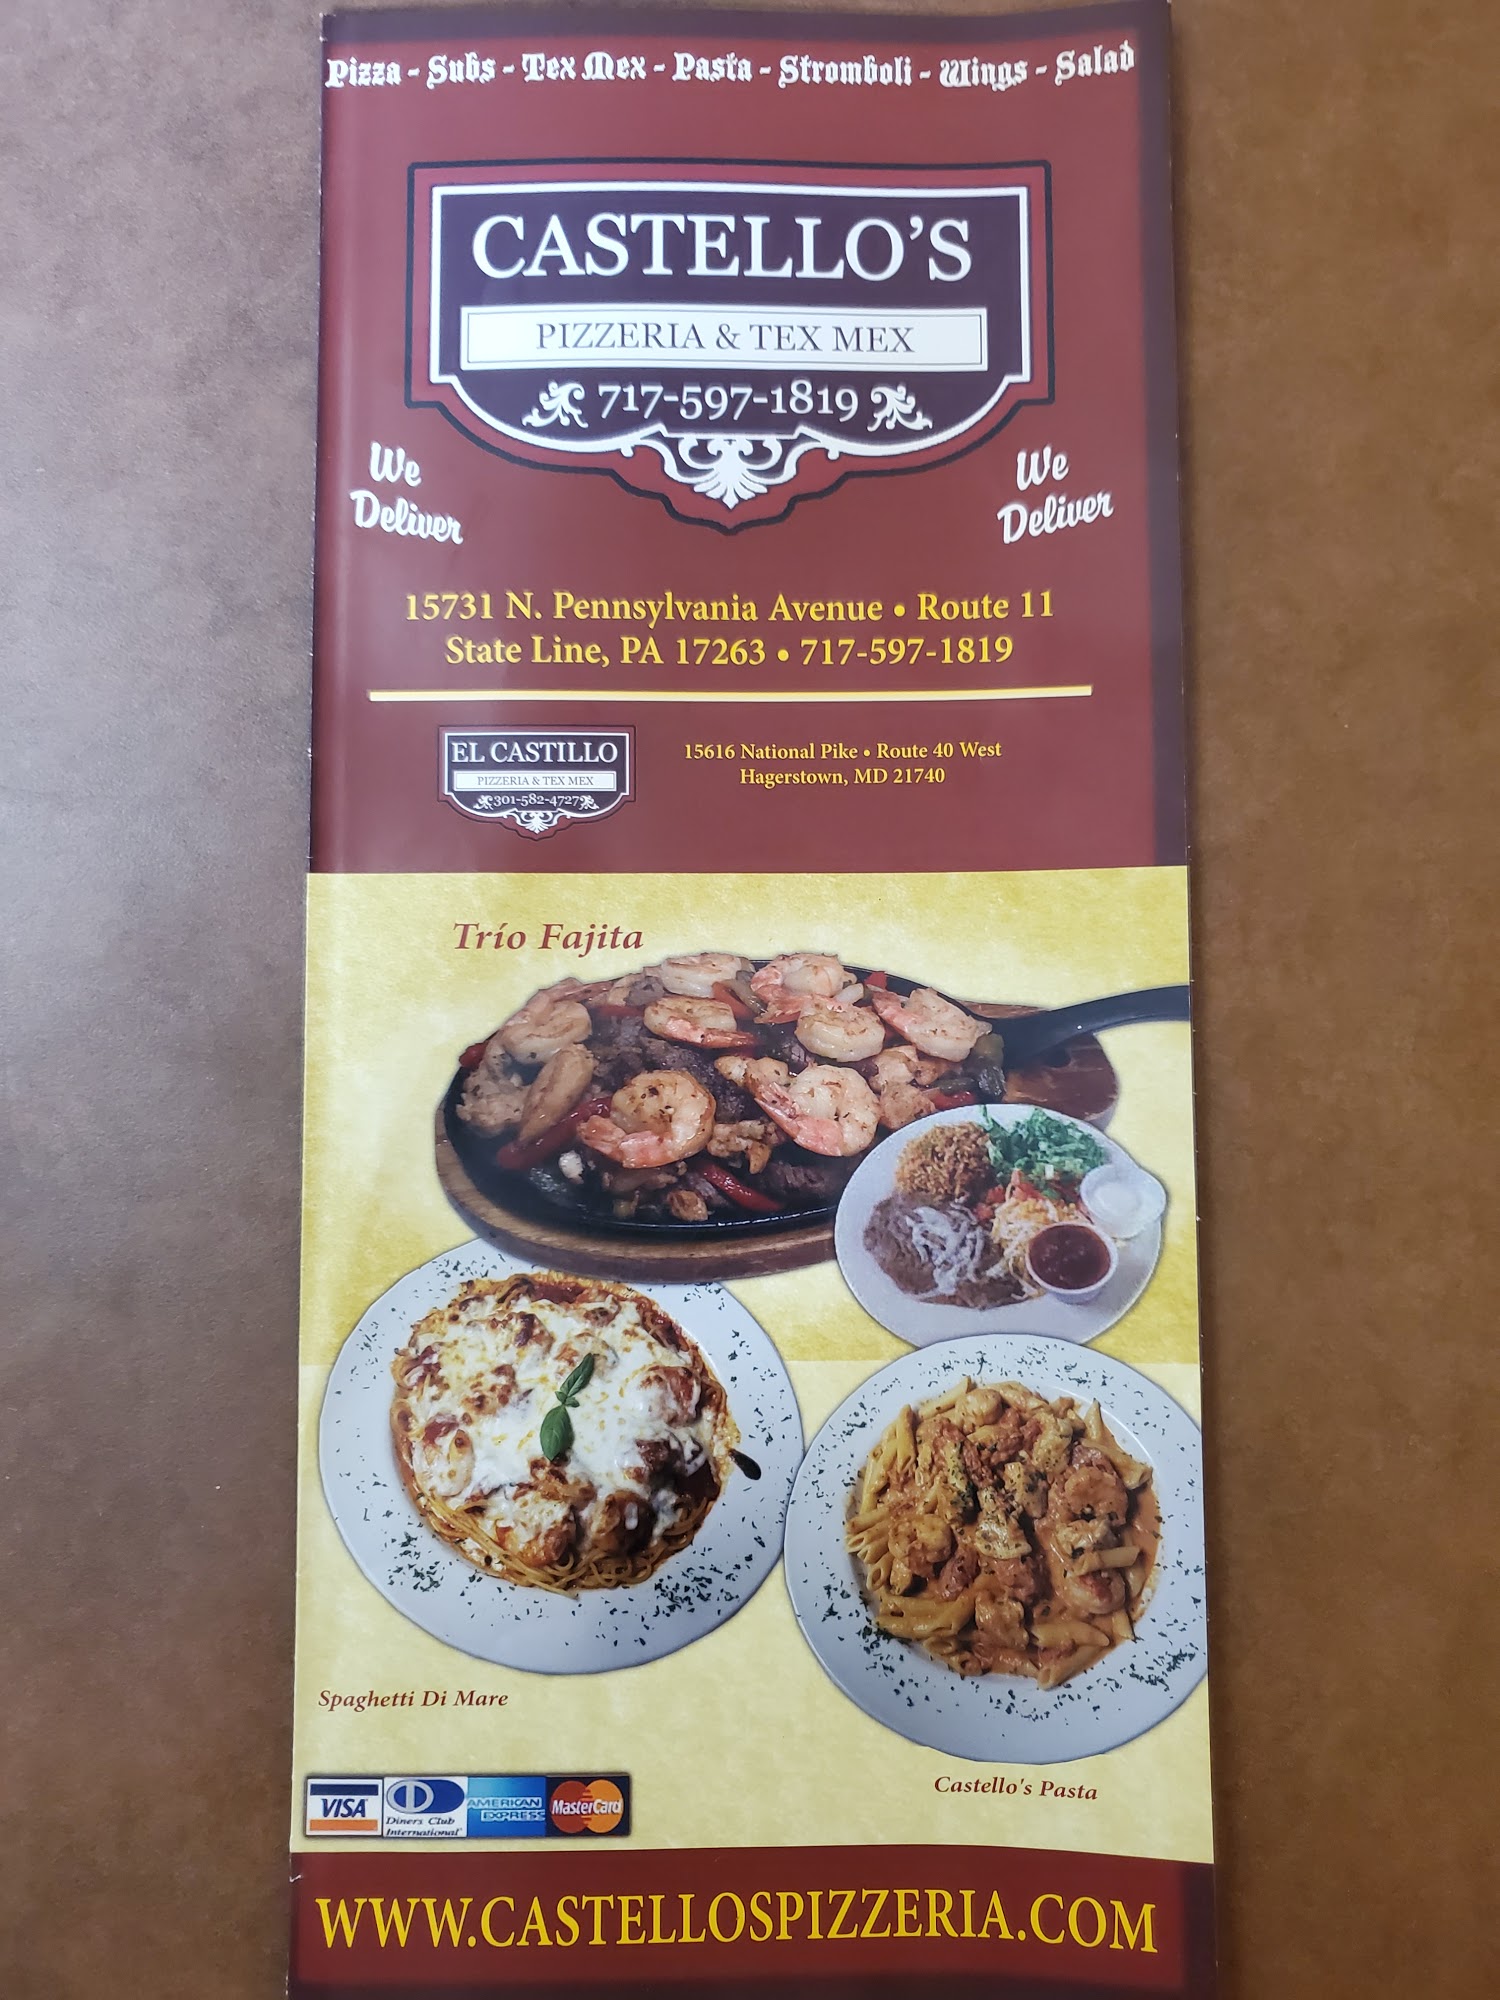 Pizza - Subs - Tex Mex - Pasta - Stromboli - Wings - Salad
CASTELLO'S
PIZZERIA & TEX MEX
717-597-1819
We
Deliver
We
Deliver
15731 N. Pennsylvania Avenue • Route 11
State Line, PA 17263 • 717-597-1819
EL CASTILLO
PIZZERIA & TEX MEX
301-582-4727
15616 National Pike • Route 40 West
Hagerstown, MD 21740
Trío Fajita
Spaghetti Di Mare
Castello's Pasta
VISA
Diners Club
International
AMERICAN
EXPRESS
MasterCard
WWW.CASTELLOSPIZZERIA.COM